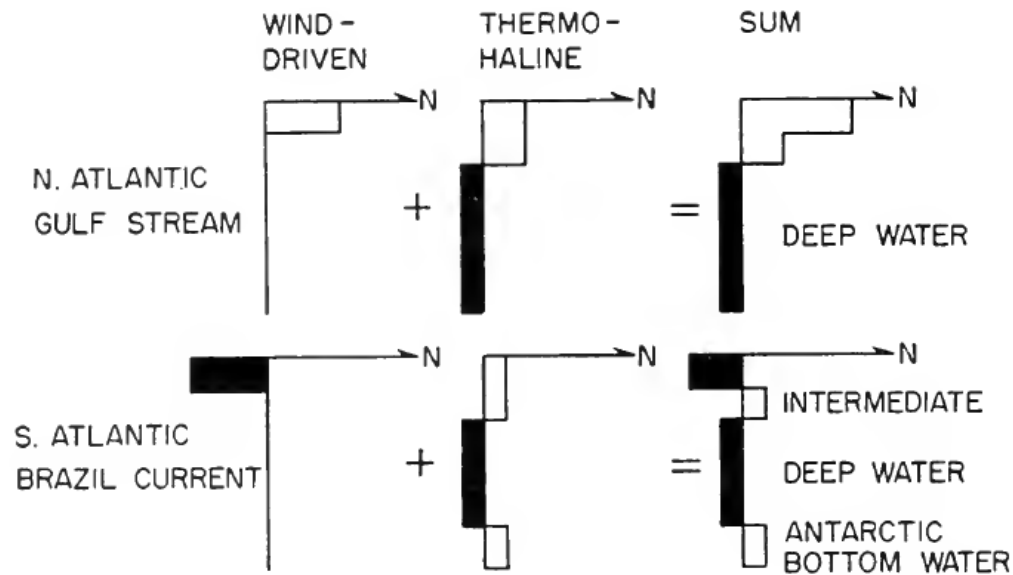 WIND-
DRIVEN
THERMO-
HALINE
SUM
N
N
N
N. ATLANTIC
GULF STREAM
+
=
DEEP WATER
N
N
N
S. ATLANTIC
BRAZIL CURRENT
+
=
INTERMEDIATE
DEEP WATER
ANTARCTIC
BOTTOM WATER